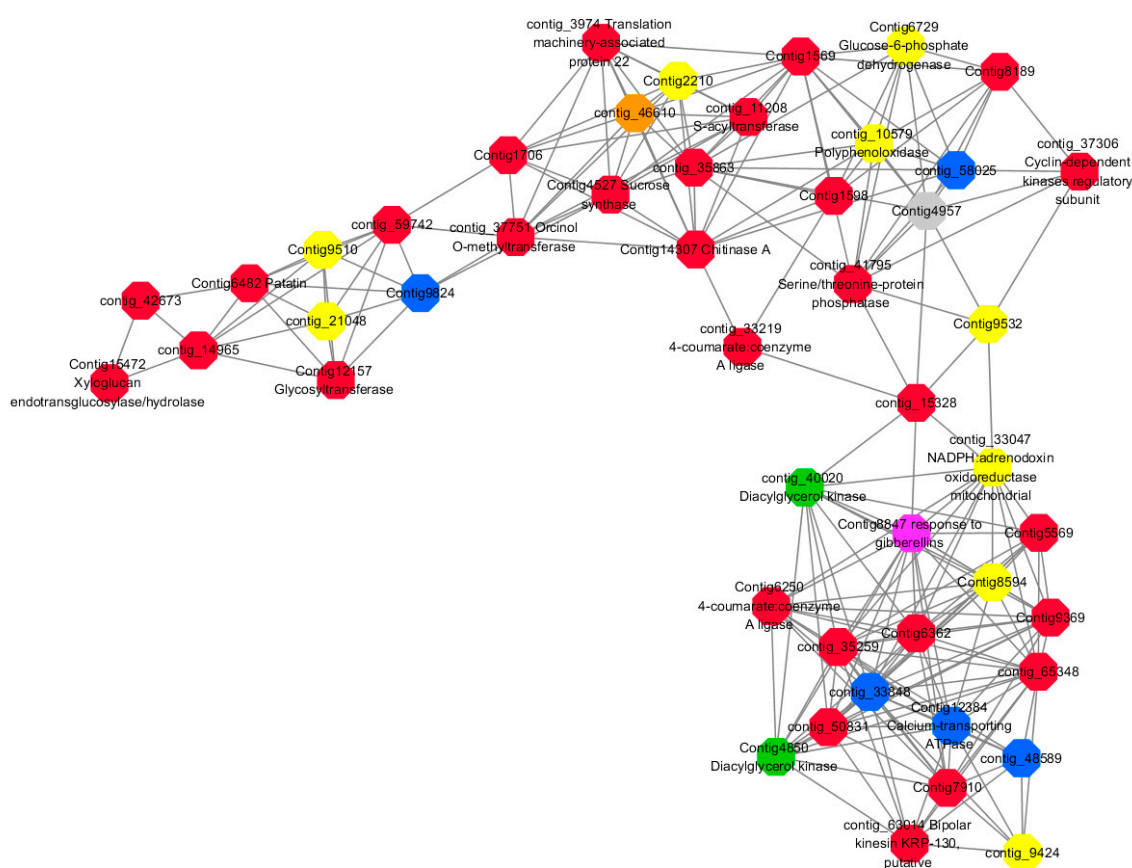 contig_3974 Translation
machinery-associated
protein 22
Contig6729
Glucose-6-phosphate
dehydrogenase
Contig1569
Contig8189
Contig2210
contig_46610
contig_11208
S-acyltransferase
contig_10579
Polyphenoloxidase
contig_37306
Cyclin-dependent
kinases regulatory
subunit
Contig1706
contig_35863
contig_58025
Contig4527 Sucrose
synthase
Contig1598
Contig4957
contig_59742
contig_37751 Orcinol
O-methyltransferase
Contig14307 Chitinase A
Contig9510
contig_41795
Serine/threonine-protein
phosphatase
Contig6482 Patatin
Contig9824
contig_42673
contig_21048
Contig9532
contig_33219
4-coumarate:coenzyme
A ligase
contig_14965
Contig15472
Xyloglucan
endotransglucosylase/hydrolase
Contig12157
Glycosyltransferase
contig_15328
contig_33047
NADPH:adrenodoxin
oxidoreductase
mitochondrial
contig_40020
Diacylglycerol kinase
Contig8847 response to
gibberellins
Contig5569
Contig8594
Contig6250
4-coumarate:coenzyme
A ligase
Contig9369
Contig6362
contig_35259
contig_65348
contig_33848
Contig12384
Calcium-transporting
ATPase
contig_50831
Contig4850
Diacylglycerol kinase
contig_48589
Contig7910
contig_63014 Bipolar
kinesin KRP-130,
putative
contig_9424